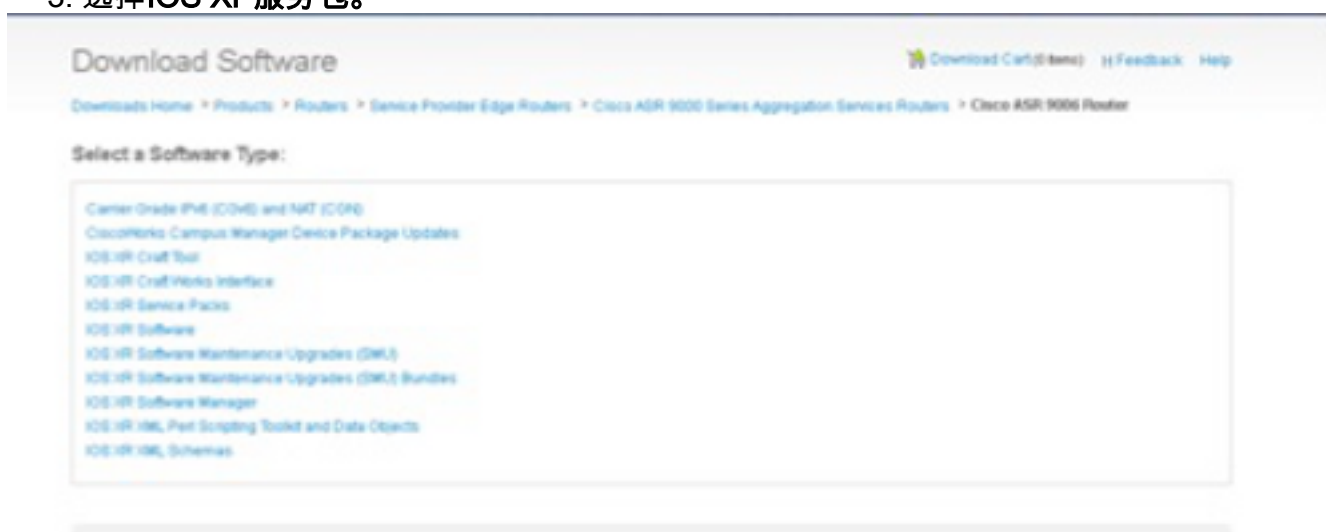 选择IOS XR服务包。
Download Software
Download Cart (0 items) Feedback Help
Downloads Home > Products > Routers > Service Provider Edge Routers > Cisco ASR 9000 Series Aggregation Services Routers > Cisco ASR 9006 Router
Select a Software Type:
Carrier Grade IPv6 (CGv6) and NAT (CGN)
CiscoWorks Campus Manager Device Package Updates
IOS XR Craft Tool
IOS XR Craft Works Interface
IOS XR Service Packs
IOS XR Software
IOS XR Software Maintenance Upgrades (SMU)
IOS XR Software Maintenance Upgrades (SMU) Bundles
IOS XR Software Manager
IOS XR XML Perl Scripting Toolkit and Data Objects
IOS XR XML Schemas